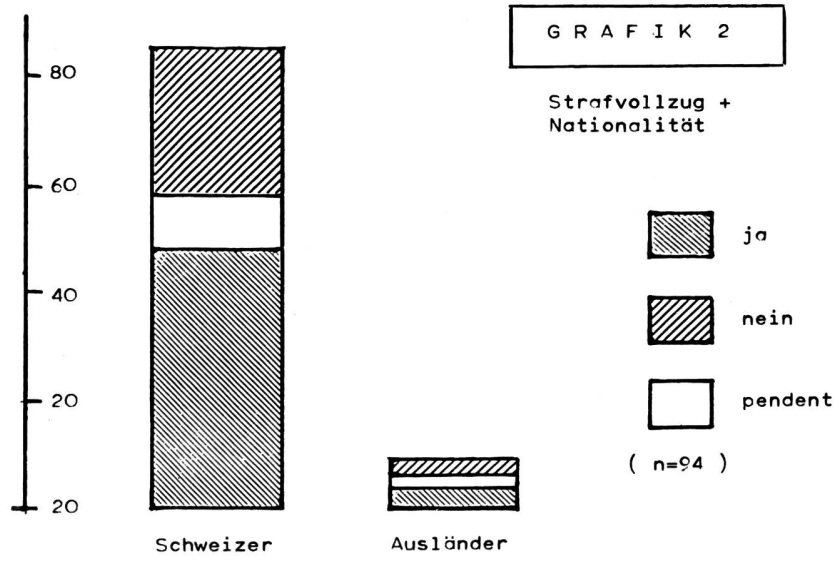 GRAFIK 2
Strafvollzug +
Nationalität
80
60
40
20
20
ja
nein
pendent
( n=94 )
Schweizer
Ausländer